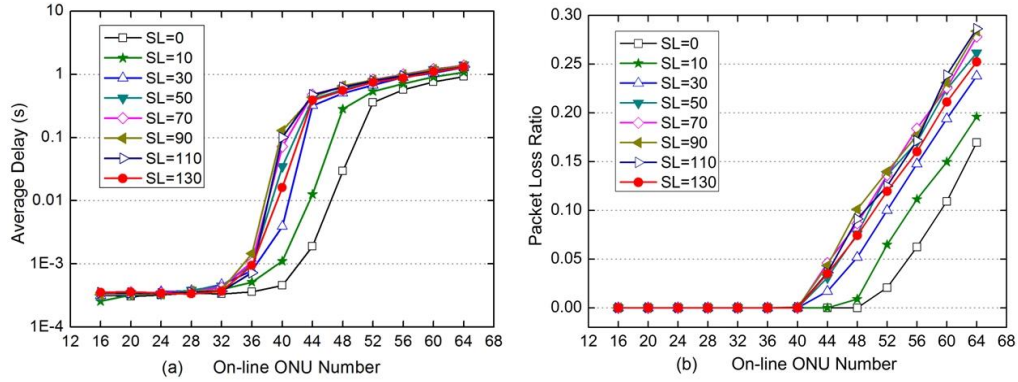 10
1
0.1
0.01
1E-3
1E-4
Average Delay (s)
SL=0
SL=10
SL=30
SL=50
SL=70
SL=90
SL=110
SL=130
12 16 20 24 28 32 36 40 44 48 52 56 60 64 68
(a) On-line ONU Number
0.30
0.25
0.20
0.15
0.10
0.05
0.00
Packet Loss Ratio
SL=0
SL=10
SL=30
SL=50
SL=70
SL=90
SL=110
SL=130
12 16 20 24 28 32 36 40 44 48 52 56 60 64 68
(b) On-line ONU Number